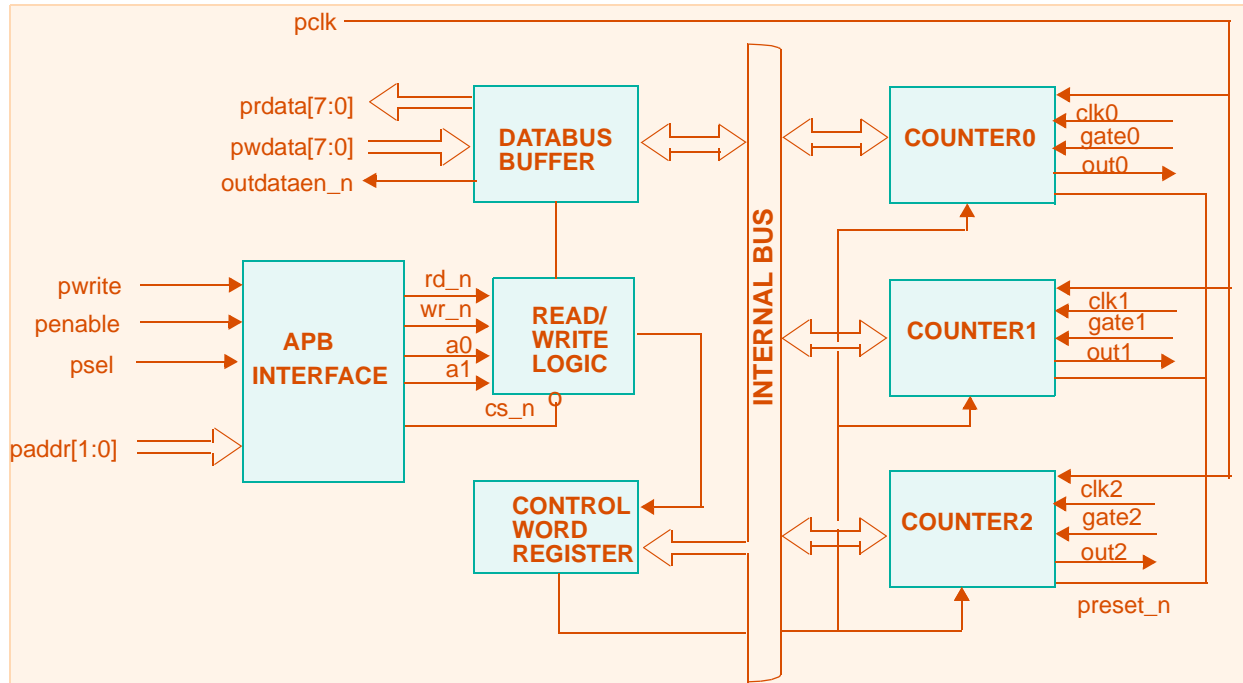 pclk
prdata[7:0]
pwdata[7:0]
outdataen_n
DATABUS
BUFFER
pwrite
penable
psel
paddr[1:0]
APB
INTERFACE
rd_n
wr_n
a0
a1
cs_n
READ/
WRITE
LOGIC
CONTROL
WORD
REGISTER
INTERNAL BUS
COUNTER0
clk0
gate0
out0
COUNTER1
clk1
gate1
out1
COUNTER2
clk2
gate2
out2
preset_n